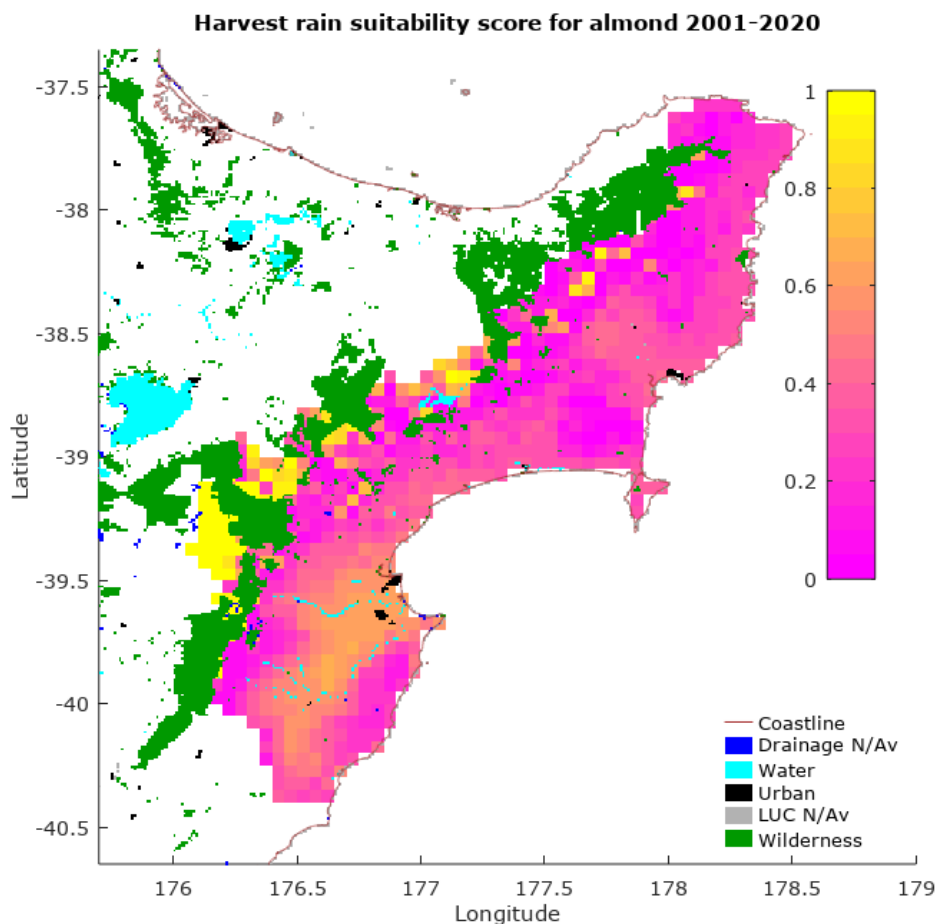 Harvest rain suitability score for almond 2001-2020
-37.5
-38
-38.5
-39
-39.5
-40
-40.5
Latitude
1
0.8
0.6
0.4
0.2
0
Coastline
Drainage N/Av
Water
Urban
LUC N/Av
Wilderness
176 176.5 177 177.5 178 178.5 179
Longitude